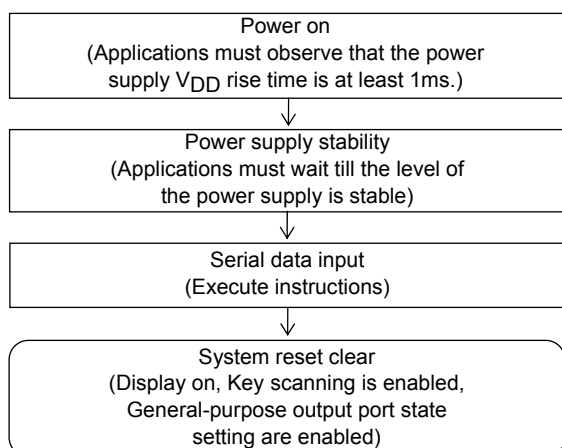 Power on
(Applications must observe that the power
supply VDD rise time is at least 1ms.)
Power supply stability
(Applications must wait till the level of
the power supply is stable)
Serial data input
(Execute instructions)
System reset clear
(Display on, Key scanning is enabled,
General-purpose output port state
setting are enabled)